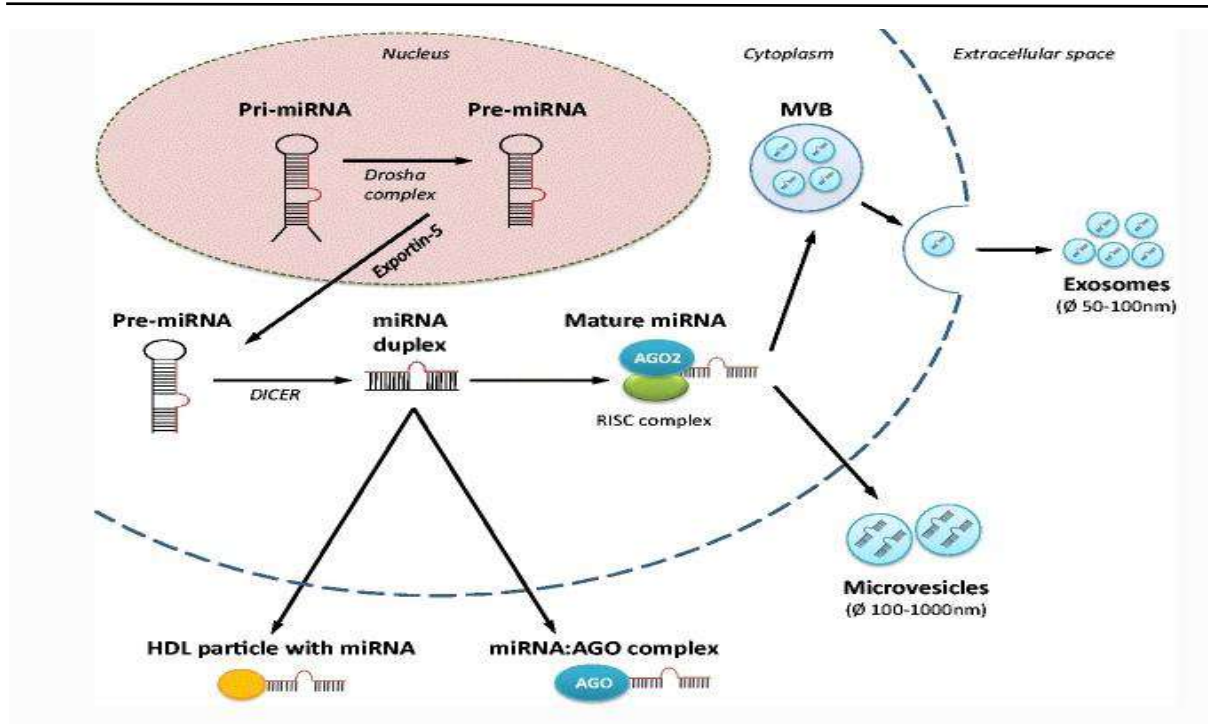 Nucleus
Cytoplasm
Extracellular space
Pri-miRNA
Pre-miRNA
MVB
Drosha
complex
Exportin-5
Exosomes
(Ø 50-100nm)
Pre-miRNA
miRNA
duplex
Mature miRNA
AGO2
DICER
RISC complex
Microvesicles
(Ø 100-1000nm)
HDL particle with miRNA
miRNA:AGO complex
AGO